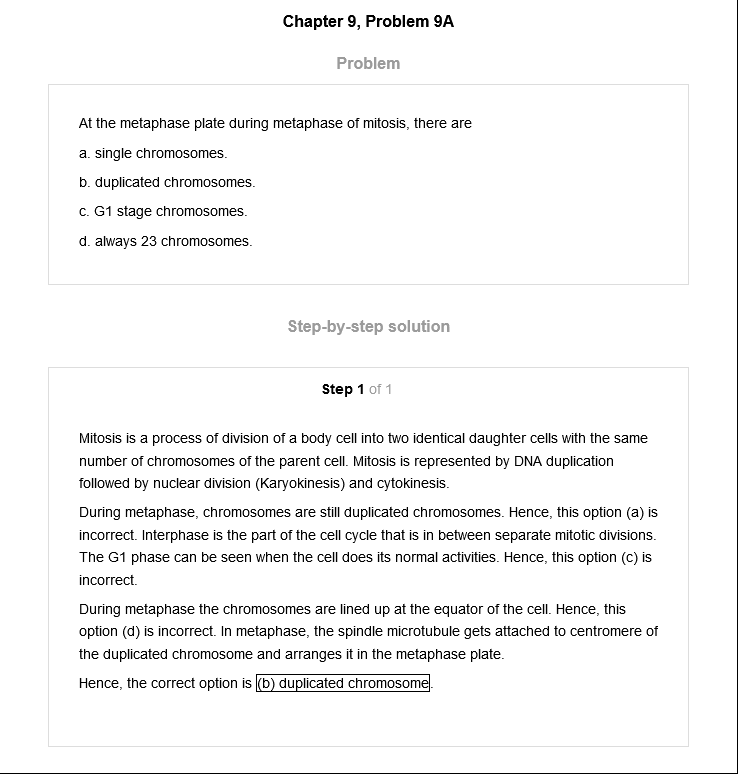 Chapter 9, Problem 9A
Problem
At the metaphase plate during metaphase of mitosis, there are
a. single chromosomes.
b. duplicated chromosomes.
c. G1 stage chromosomes.
d. always 23 chromosomes.
Step-by-step solution
Step 1 of 1
Mitosis is a process of division of a body cell into two identical daughter cells with the same
number of chromosomes of the parent cell. Mitosis is represented by DNA duplication
followed by nuclear division (Karyokinesis) and cytokinesis.
During metaphase, chromosomes are still duplicated chromosomes. Hence, this option (a) is
incorrect. Interphase is the part of the cell cycle that is in between separate mitotic divisions.
The G1 phase can be seen when the cell does its normal activities. Hence, this option (c) is
incorrect.
During metaphase the chromosomes are lined up at the equator of the cell. Hence, this
option (d) is incorrect. In metaphase, the spindle microtubule gets attached to centromere of
the duplicated chromosome and arranges it in the metaphase plate.
Hence, the correct option is (b) duplicated chromosome.